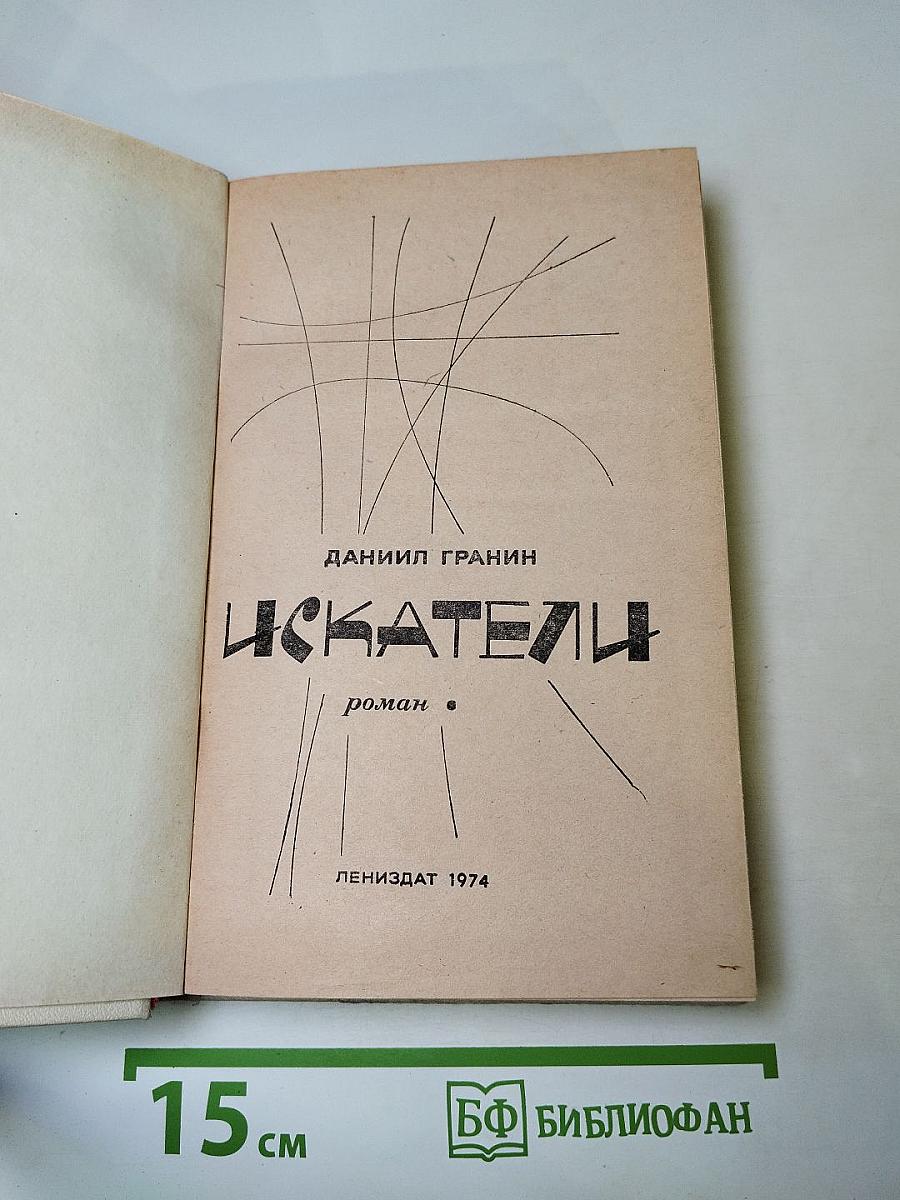 ДАНИИЛ ГРАНИН
ИСКАТЕЛИ
роман
ЛЕНИЗДАТ 1974
15 см
БФ БИБЛИОФАН